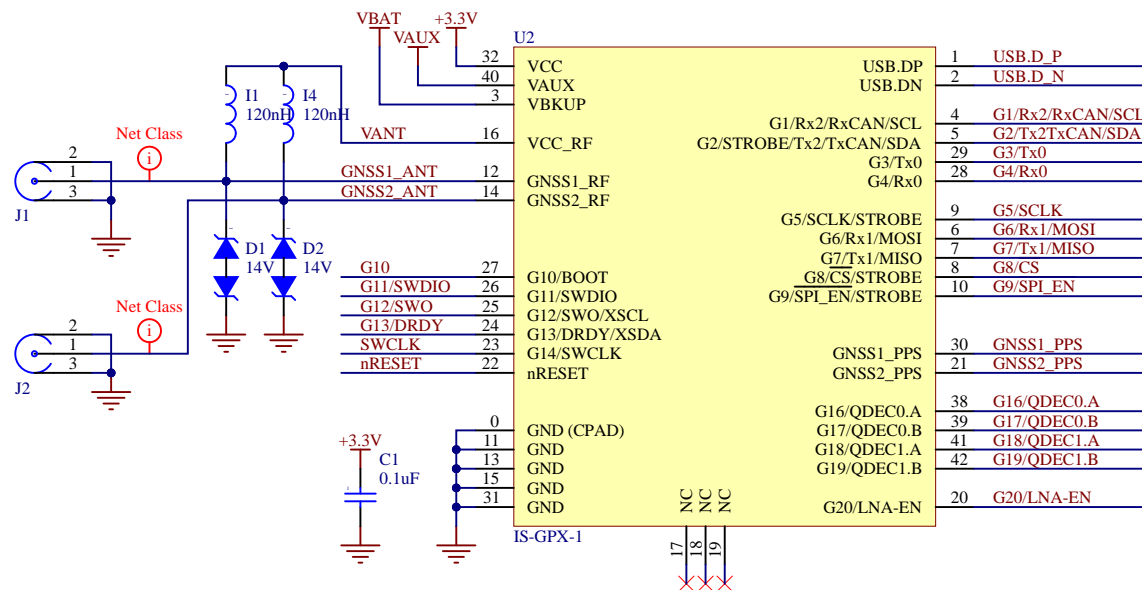 VBAT
+3.3V
VAUX
U2
32
VCC
40
VAUX
3
VBKUP
16
VCC_RF
VANT
I1
120nH
I4
120nH
Net Class
i
2
1
3
J1
GNSS1_ANT
12
GNSS1_RF
GNSS2_ANT
14
GNSS2_RF
D1
14V
D2
14V
Net Class
i
2
1
3
J2
G10
27
G10/BOOT
G11/SWDIO
26
G11/SWDIO
G12/SWO
25
G12/SWO/XSCL
G13/DRDY
24
G13/DRDY/XSDA
SWCLK
23
G14/SWCLK
nRESET
22
nRESET
+3.3V
C1
0.1uF
0
GND (CPAD)
11
GND
13
GND
15
GND
31
GND
IS-GPX-1
NC
NC
NC
17
18
19
USB.DP
1
USB.D_P
USB.DN
2
USB.D_N
G1/Rx2/RxCAN/SCL
4
G1/Rx2/RxCAN/SCL
G2/STROBE/Tx2/TxCAN/SDA
5
G2/Tx2TxCAN/SDA
G3/Tx0
29
G3/Tx0
G4/Rx0
28
G4/Rx0
G5/SCLK/STROBE
9
G5/SCLK
G6/Rx1/MOSI
6
G6/Rx1/MOSI
G7/Tx1/MISO
7
G7/Tx1/MISO
G8/CS/STROBE
8
G8/CS
G9/SPI_EN/STROBE
10
G9/SPI_EN
GNSS1_PPS
30
GNSS1_PPS
GNSS2_PPS
21
GNSS2_PPS
G16/QDEC0.A
38
G16/QDEC0.A
G17/QDEC0.B
39
G17/QDEC0.B
G18/QDEC1.A
41
G18/QDEC1.A
G19/QDEC1.B
42
G19/QDEC1.B
G20/LNA-EN
20
G20/LNA-EN